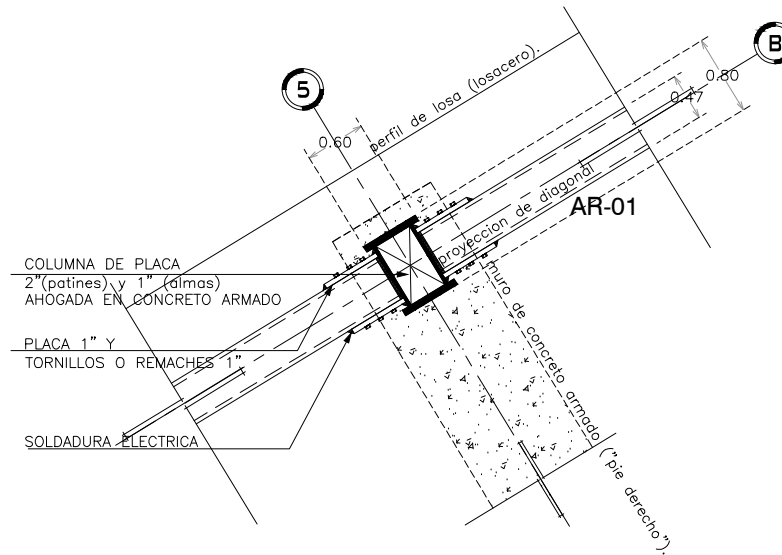 B
0.80
0.47
5
0.60
perfil de losa (losacero).
proyeccion de diagonal
AR-01
COLUMNA DE PLACA
2”(patines) y 1” (almas)
AHOGADA EN CONCRETO ARMADO
PLACA 1” Y
TORNILLOS O REMACHES 1”
SOLDADURA ELECTRICA
muro de concreto armado (”pie derecho”).